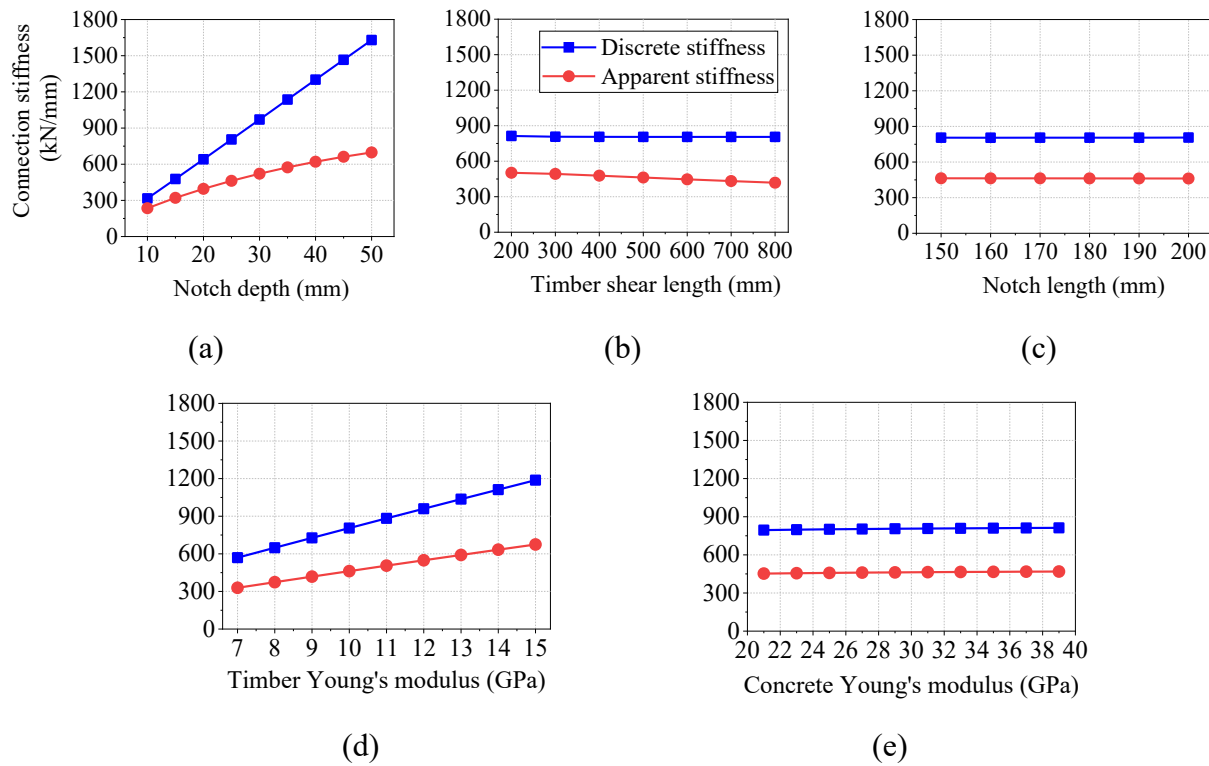 Connection stiffness
(kN/mm)
1800
1500
1200
900
600
300
0
10 20 30 40 50
Notch depth (mm)
(a)
1800
1500
1200
900
600
300
0
Discrete stiffness
Apparent stiffness
200 300 400 500 600 700 800
Timber shear length (mm)
(b)
1800
1500
1200
900
600
300
0
150 160 170 180 190 200
Notch length (mm)
(c)
1800
1500
1200
900
600
300
0
7 8 9 10 11 12 13 14 15
Timber Young's modulus (GPa)
(d)
1800
1500
1200
900
600
300
0
20 22 24 26 28 30 32 34 36 38 40
Concrete Young's modulus (GPa)
(e)